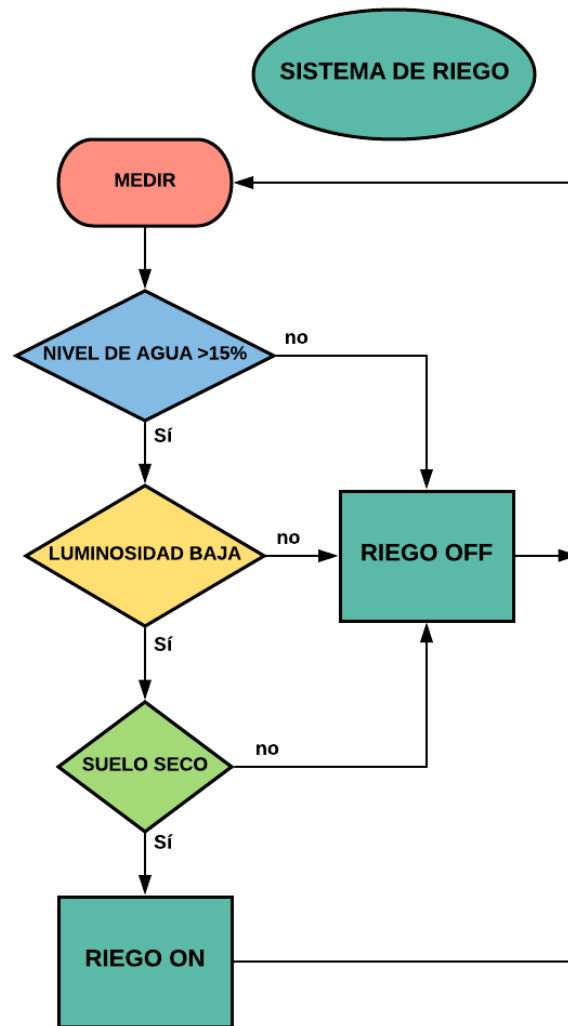 SISTEMA DE RIEGO
MEDIR
NIVEL DE AGUA >15%
no
Sí
LUMINOSIDAD BAJA
no
RIEGO OFF
Sí
SUELO SECO
no
Sí
RIEGO ON